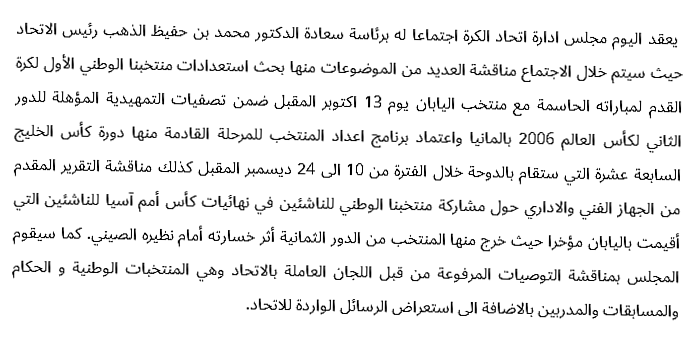 يعقد اليوم مجلس ادارة اتحاد الكرة اجتماعا له برئاسة سعادة الدكتور محمد بن حفيظ الذهب رئيس الاتحاد
حيث سيتم خلال الاجتماع مناقشة العديد من الموضوعات منها بحث استعدادات منتخبنا الوطني الأول لكرة
القدم لمباراته الحاسمة مع منتخب اليابان يوم 13 اكتوبر المقبل ضمن تصفيات التمهيدية المؤهلة للدور
الثاني لكأس العالم 2006 بالمانيا واعتماد برنامج اعداد المنتخب للمرحلة القادمة منها دورة كأس الخليج
السابعة عشرة التي ستقام بالدوحة خلال الفترة من 10 الى 24 ديسمبر المقبل كذلك مناقشة التقرير المقدم
من الجهاز الفني والاداري حول مشاركة منتخبنا الوطني للناشئين في نهائيات كأس أمم آسيا للناشئين التي
أقيمت باليابان مؤخرا حيث خرج منها المنتخب من الدور الثمانية أثر خسارته أمام نظيره الصيني. كما سيقوم
المجلس بمناقشة التوصيات المرفوعة من قبل اللجان العاملة بالاتحاد وهي المنتخبات الوطنية و الحكام
والمسابقات والمدربين بالاضافة الى استعراض الرسائل الواردة للاتحاد.